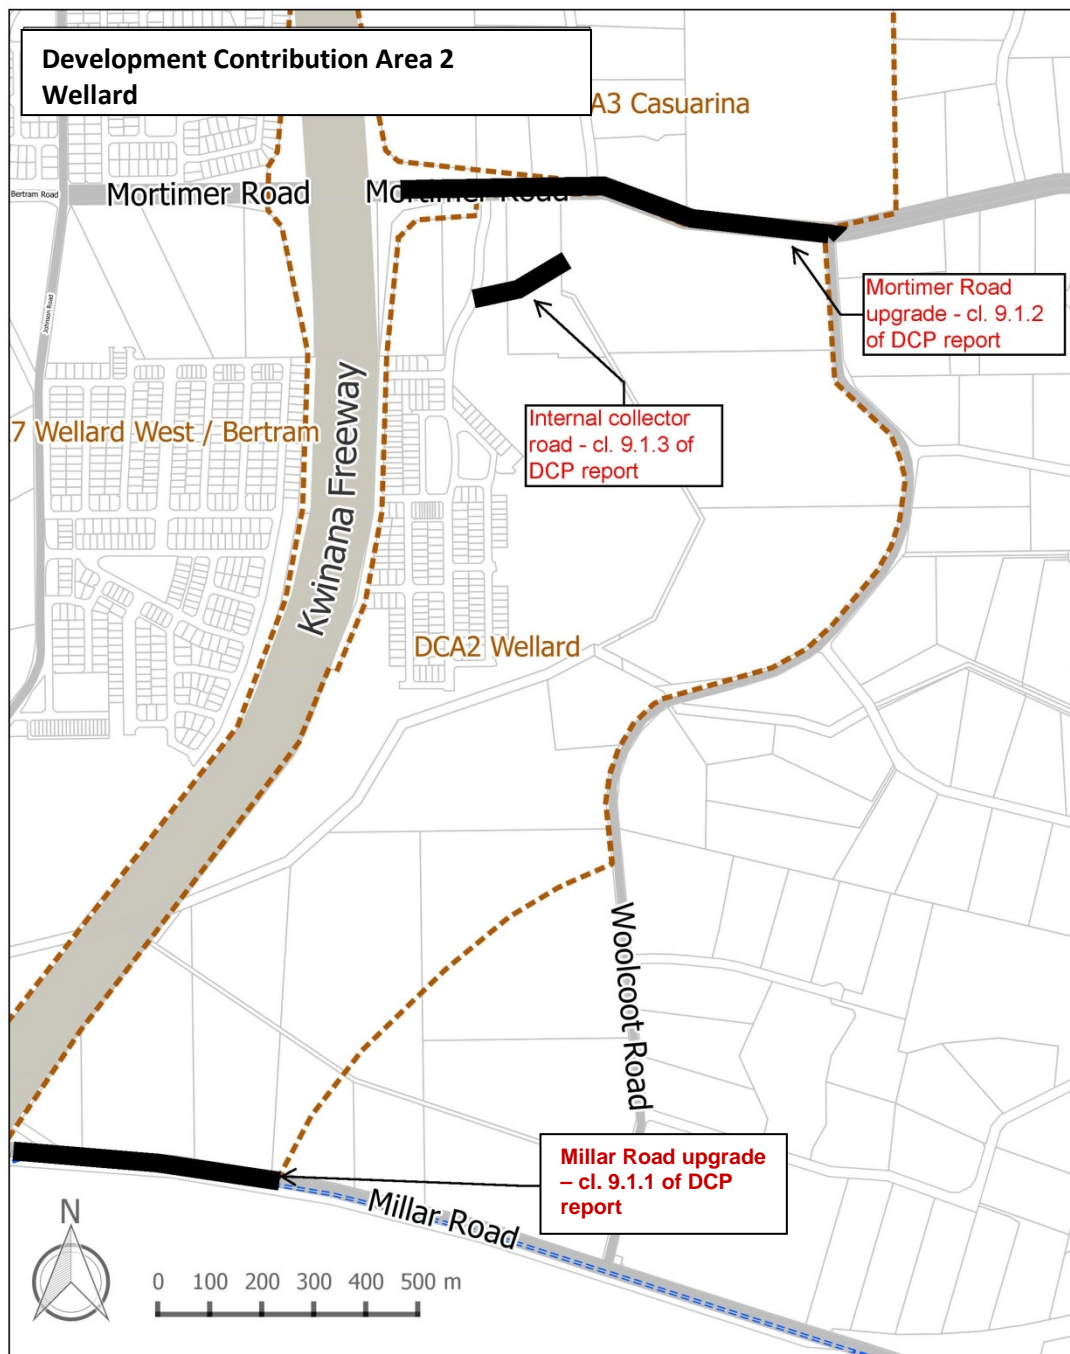 Development Contribution Area 2
Wellard
A3 Casuarina
Bertram Road
Mortimer Road
Mortimer Road
Johnson Road
Mortimer Road
upgrade - cl. 9.1.2
of DCP report
Kwinana Freeway
Internal collector
road - cl. 9.1.3 of
DCP report
7 Wellard West / Bertram
DCA2 Wellard
Woolcoot Road
Millar Road upgrade
– cl. 9.1.1 of DCP
report
Millar Road
N
0 100 200 300 400 500 m